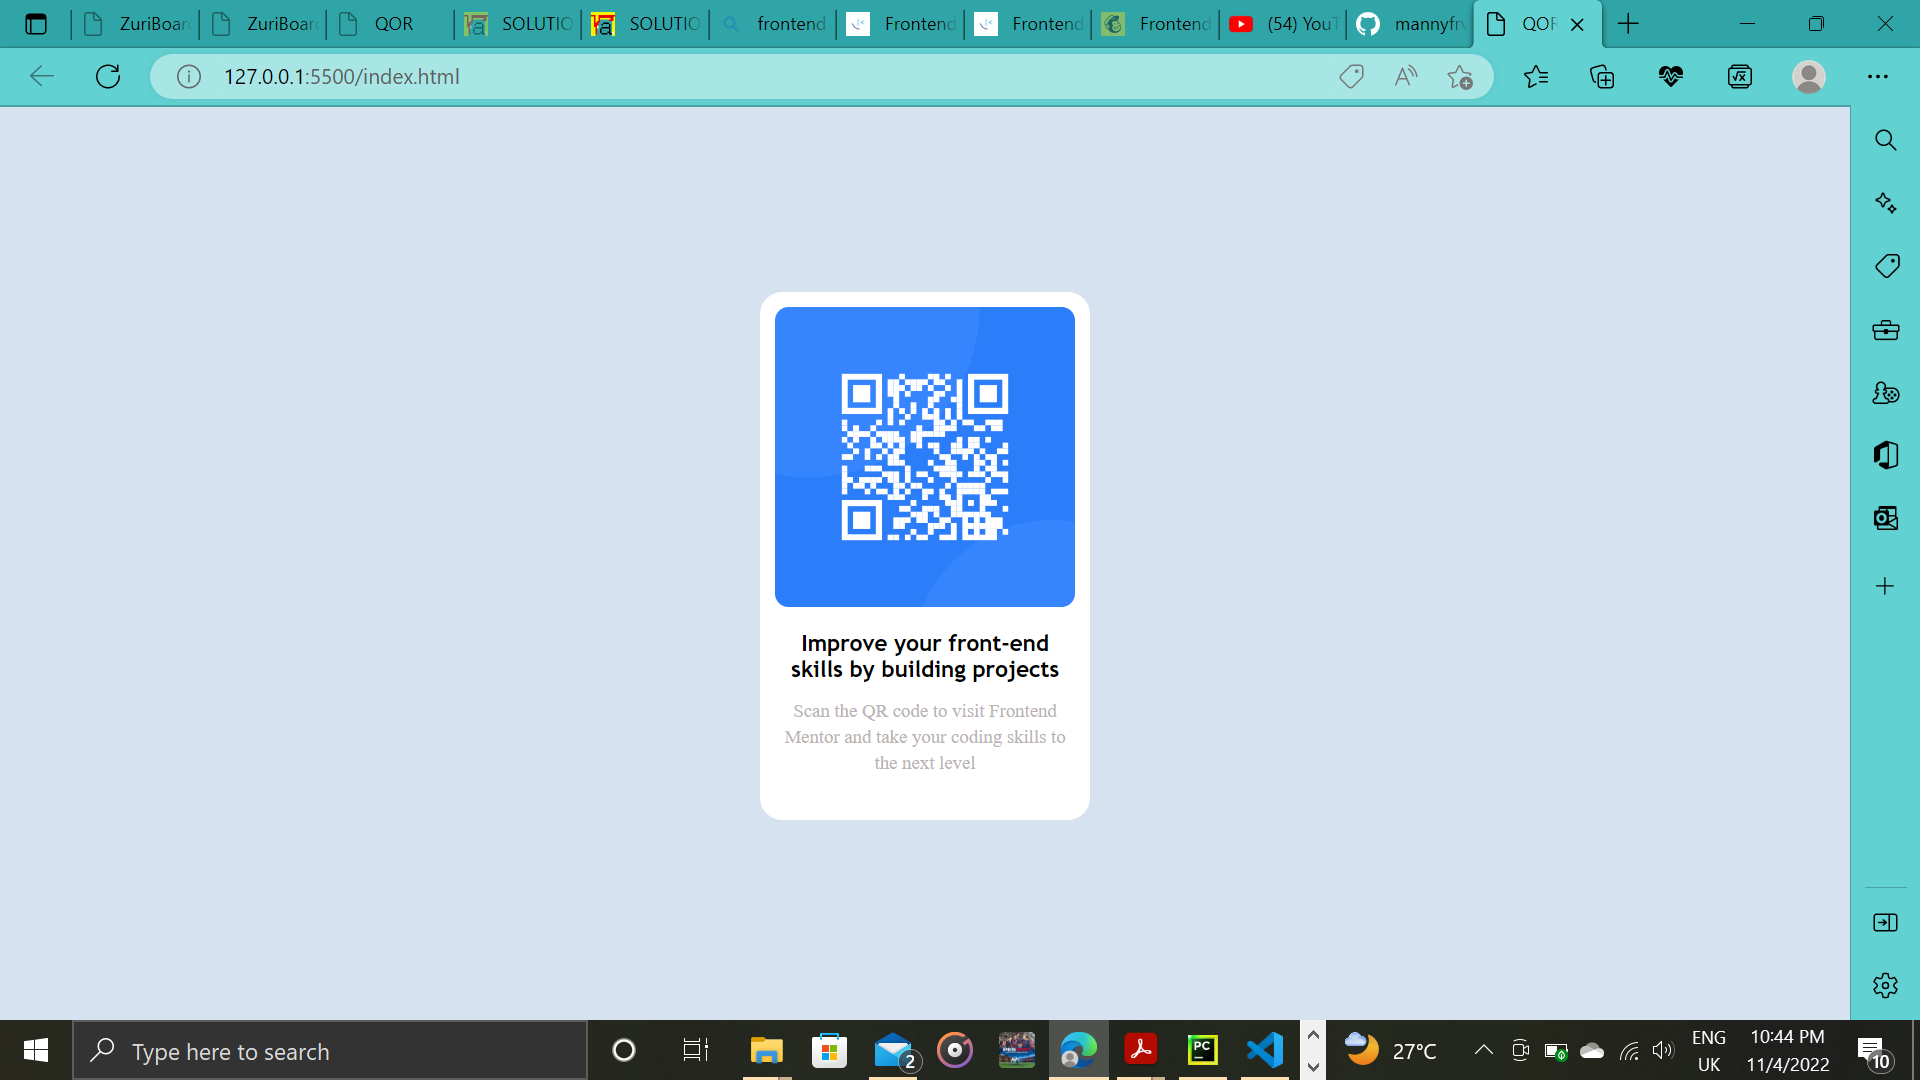 ZuriBoar
ZuriBoar
QOR
SOLUTIO
SOLUTIO
frontend
Frontend
Frontend
Frontend
(54) YouT
mannyfr
QOR
127.0.0.1:5500/index.html
Improve your front-end
skills by building projects
Scan the QR code to visit Frontend
Mentor and take your coding skills to
the next level
Type here to search
2
PC
27°C
ENG
UK
10:44 PM
11/4/2022
10